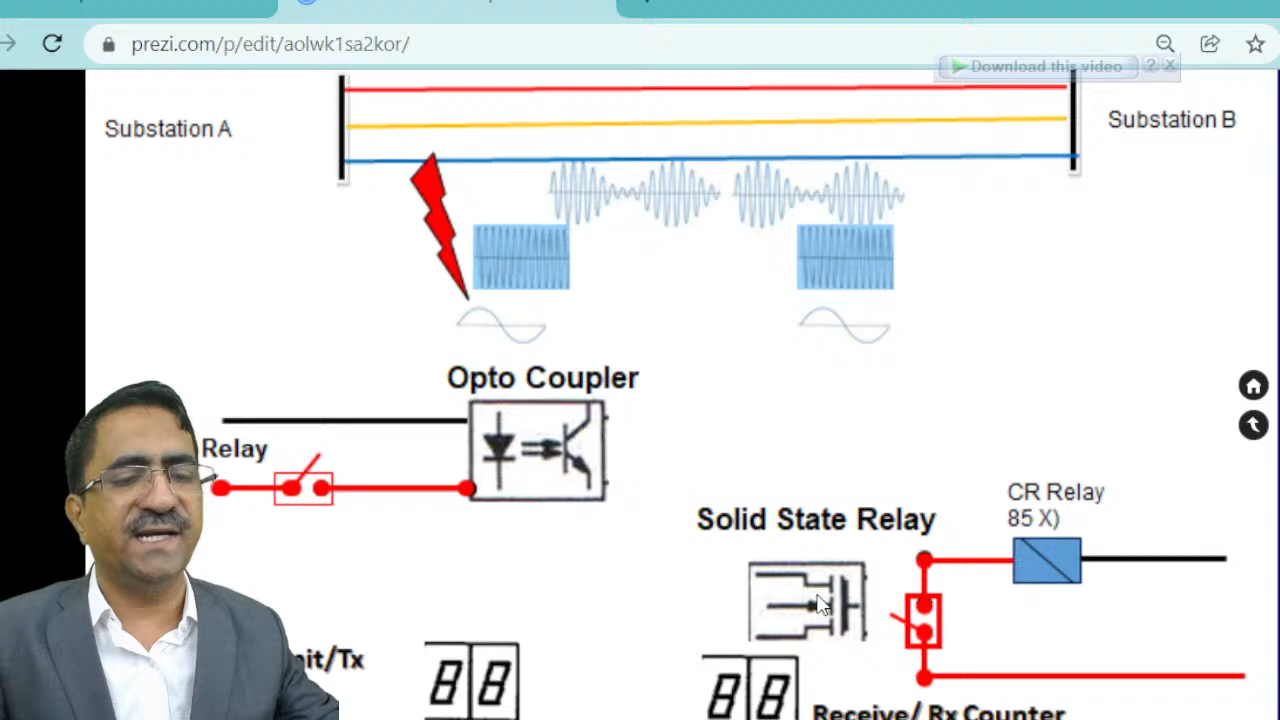 prezi.com/p/edit/aolwk1sa2kor/
Download this video ? X
Substation A
Substation B
Opto Coupler
Relay
CR Relay
85 X)
Solid State Relay
it/Tx
88
88
Receive/ Rx Counter